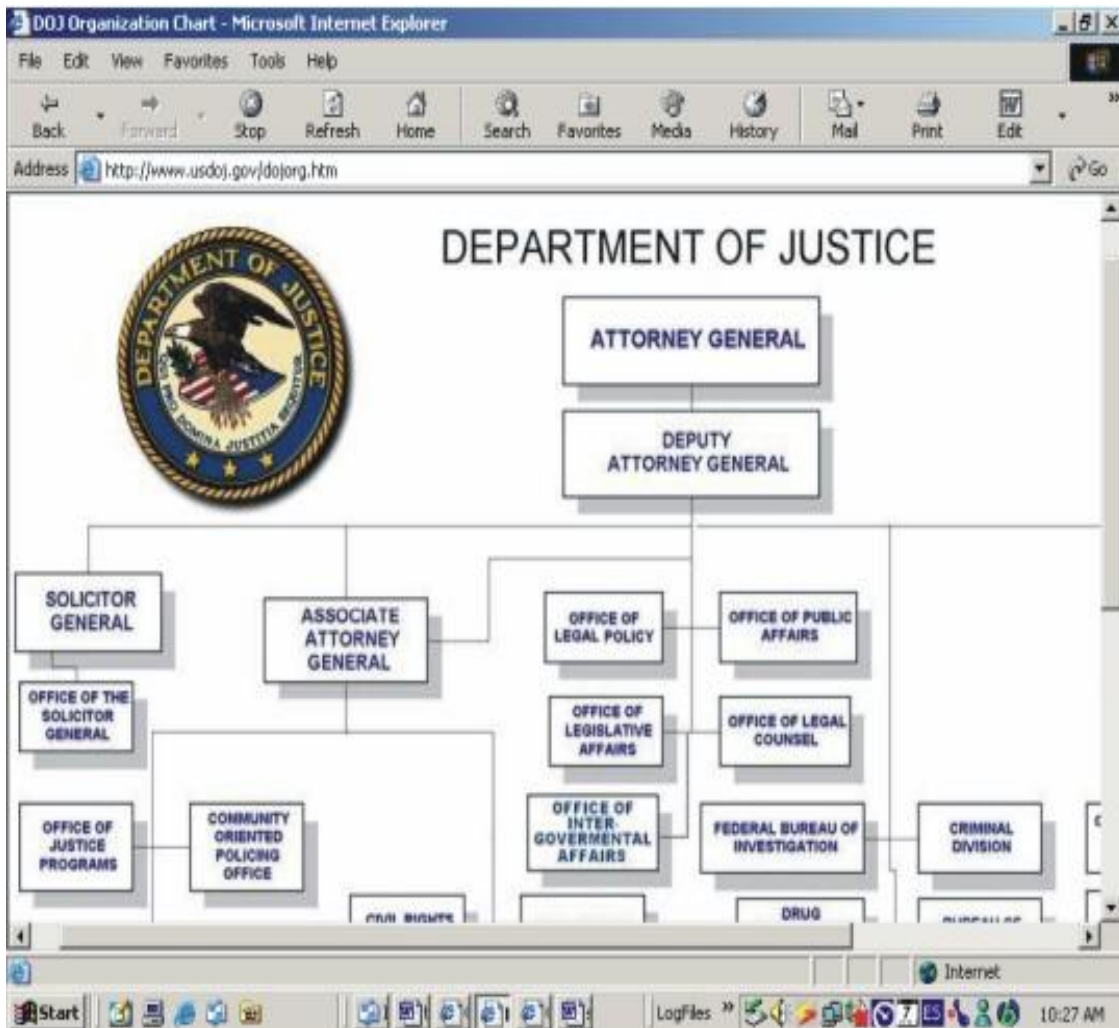 DOJ Organization Chart - Microsoft Internet Explorer
File Edit View Favorites Tools Help
Back Forward Stop Refresh Home Search Favorites Media History Mail Print Edit
Address http://www.usdoj.gov/dojorg.htm Go
DEPARTMENT OF JUSTICE
DEPARTMENT OF JUSTICE
QUI PRO DOMINA JUSTITIA SEQUITUR
ATTORNEY GENERAL
DEPUTY
ATTORNEY GENERAL
SOLICITOR
GENERAL
ASSOCIATE
ATTORNEY
GENERAL
OFFICE OF
LEGAL POLICY
OFFICE OF PUBLIC
AFFAIRS
OFFICE OF THE
SOLICITOR
GENERAL
OFFICE OF
LEGISLATIVE
AFFAIRS
OFFICE OF LEGAL
COUNSEL
OFFICE OF
JUSTICE
PROGRAMS
COMMUNITY
ORIENTED
POLICING
OFFICE
OFFICE OF
INTER-
GOVERMENTAL
AFFAIRS
FEDERAL BUREAU OF
INVESTIGATION
CRIMINAL
DIVISION
CIVIL RIGHTS
DRUG
BUREAU OF
Internet
Start
LogFiles
10:27 AM